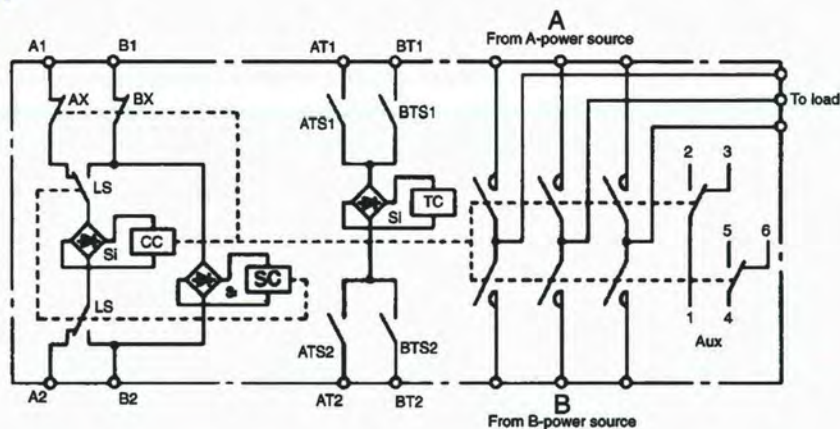 A
A1 B1 AT1 BT1 From A-power source
To load
AX BX ATS1 BTS1
2 3
LS
TC
Si
CC
Si
5 6
SC
Si
LS
1 4
Aux
ATS2 BTS2
A2 B2 AT2 BT2
B
From B-power source